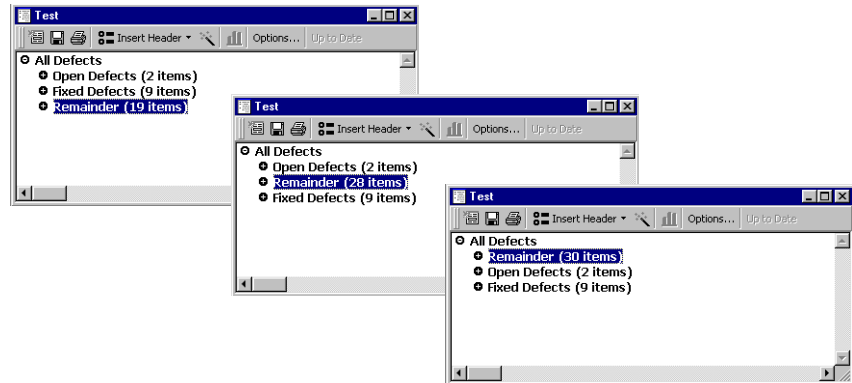 Test
Insert Header Options... Up to Date
All Defects
Open Defects (2 items)
Fixed Defects (9 items)
Remainder (19 items)
Test
Insert Header Options... Up to Date
All Defects
Open Defects (2 items)
Remainder (28 items)
Fixed Defects (9 items)
Test
Insert Header Options... Up to Date
All Defects
Remainder (30 items)
Open Defects (2 items)
Fixed Defects (9 items)